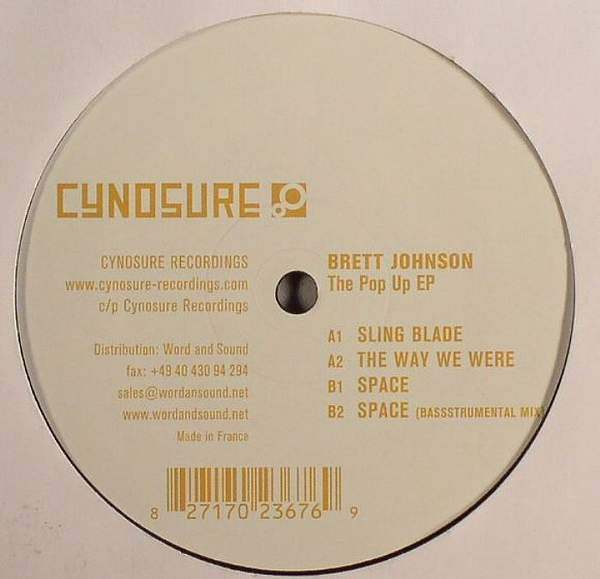 CYNOSURE
CYNOSURE RECORDINGS
www.cynosure-recordings.com
c/p Cynosure Recordings
Distribution: Word and Sound
fax: +49 40 430 94 294
sales@wordansound.net
www.wordandsound.net
Made in France
BRETT JOHNSON
The Pop Up EP
A1 SLING BLADE
A2 THE WAY WE WERE
B1 SPACE
B2 SPACE (BASSSTRUMENTAL MIX)
8 27170 23676 9